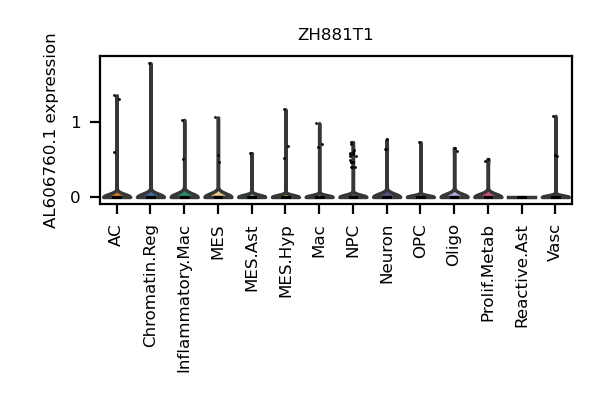 ZH881T1
AL606760.1 expression
1
0
AC
Chromatin.Reg
Inflammatory.Mac
MES
MES.Ast
MES.Hyp
Mac
NPC
Neuron
OPC
Oligo
Prolif.Metab
Reactive.Ast
Vasc